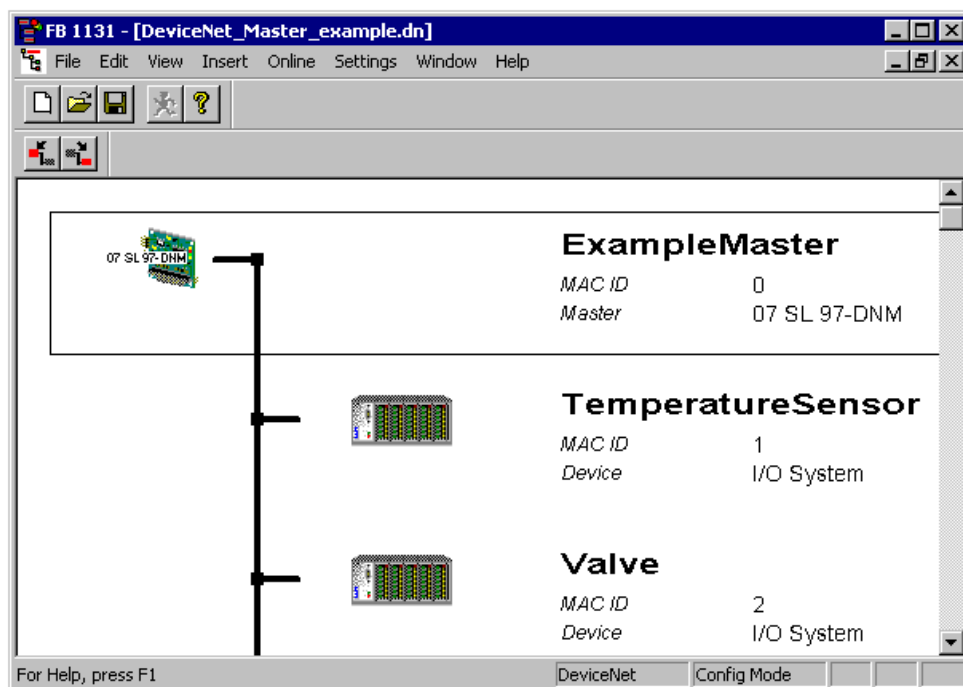 FB 1131 - [DeviceNet_Master_example.dn]
File Edit View Insert Online Settings Window Help
07 SL 97-DNM
ExampleMaster
MAC ID 0
Master 07 SL 97-DNM
TemperatureSensor
MAC ID 1
Device I/O System
Valve
MAC ID 2
Device I/O System
For Help, press F1 DeviceNet Config Mode